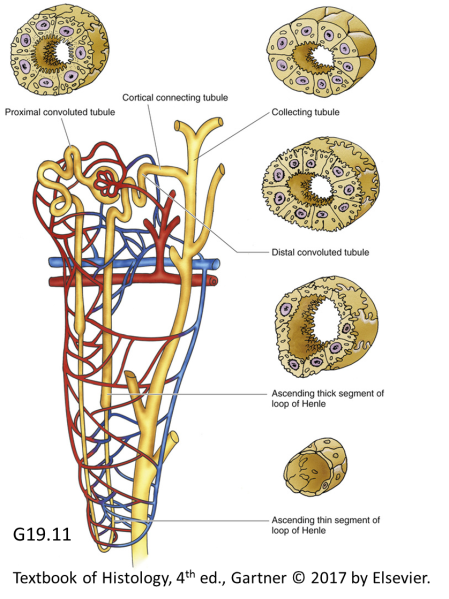 Cortical connecting tubule
Proximal convoluted tubule
Collecting tubule
Distal convoluted tubule
Ascending thick segment of
loop of Henle
Ascending thin segment of
loop of Henle
G19.11
Textbook of Histology, 4th ed., Gartner © 2017 by Elsevier.